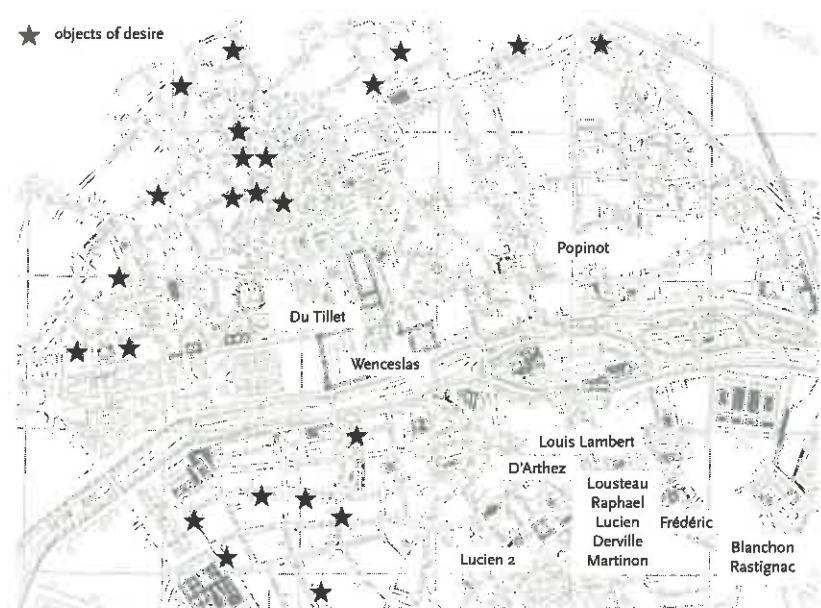 objects of desire
Popinot
Du Tillet
Wenceslas
Louis Lambert
D'Arthez
Lousteau
Raphael
Lucien
Frédéric
Derville
Martinon
Lucien 2
Blanchon
Rastignac